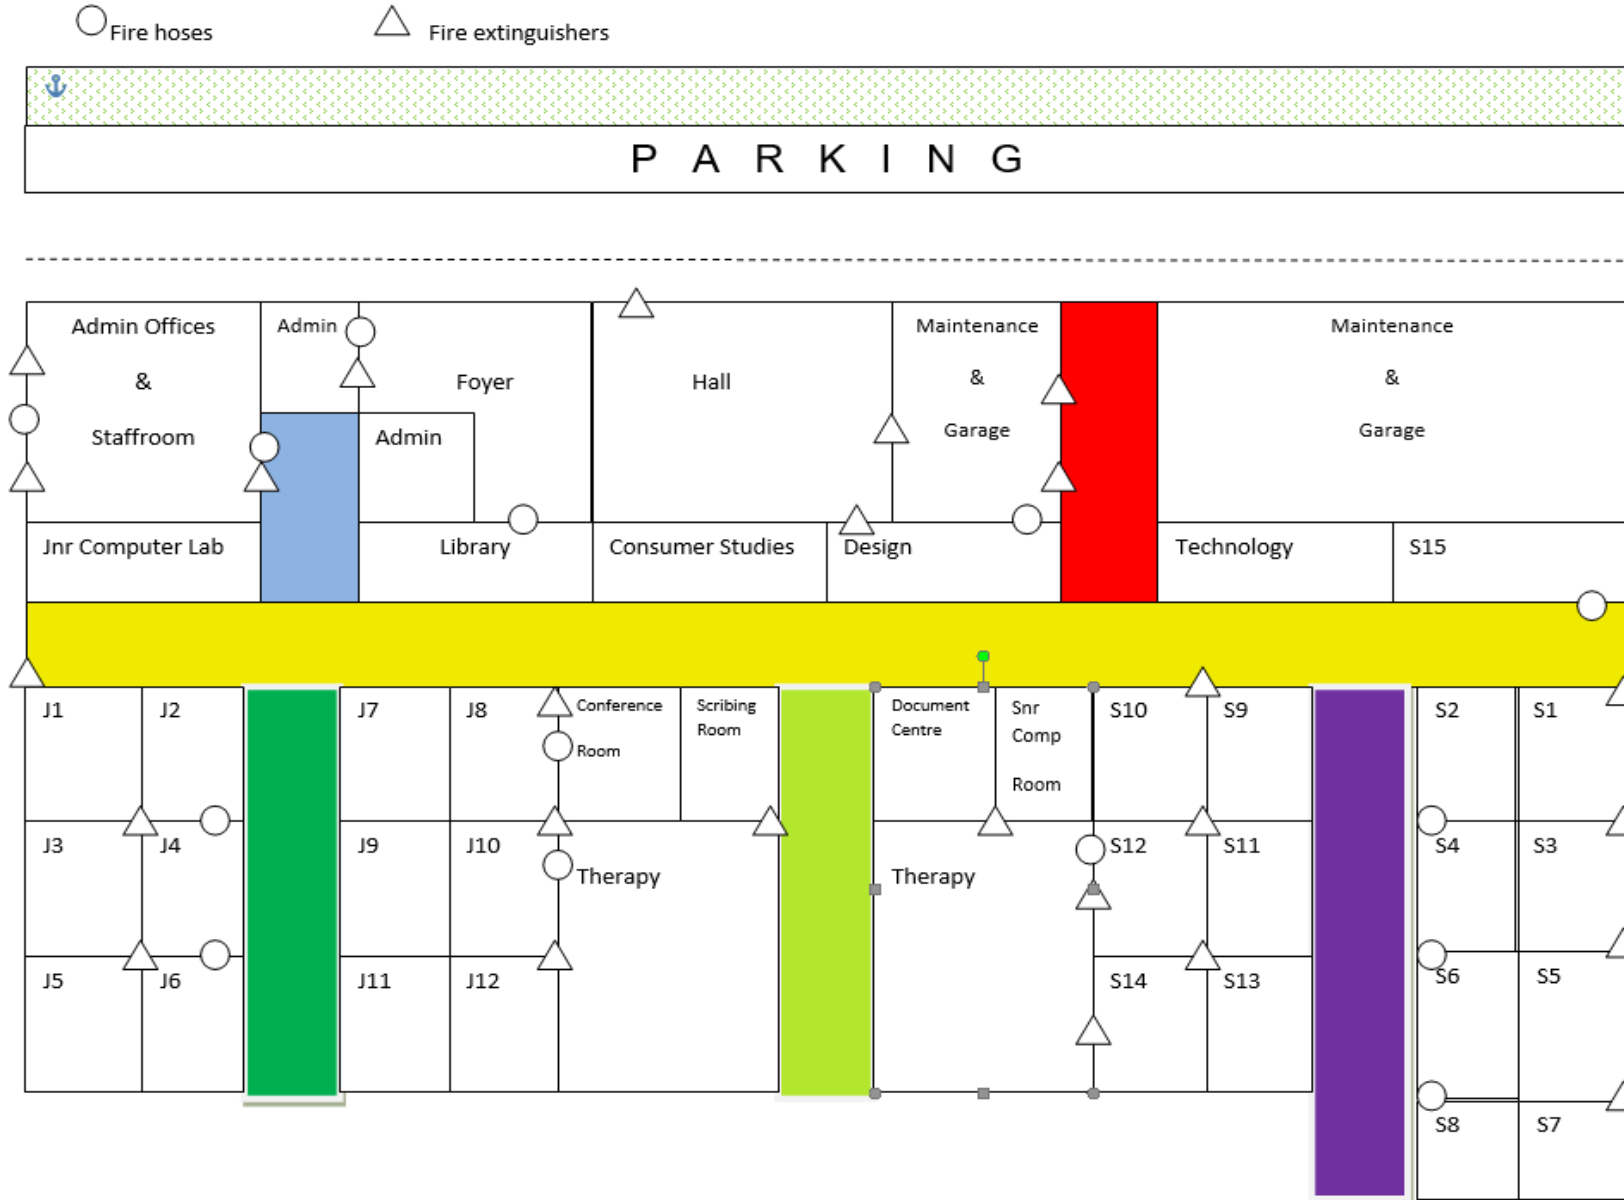 Fire hoses
Fire extinguishers
P A R K I N G
Admin Offices
&
Staffroom
Admin
Foyer
Admin
Hall
Maintenance
&
Garage
Maintenance
&
Garage
Jnr Computer Lab
Library
Consumer Studies
Design
Technology
S15
J1
J2
J7
J8
Conference
Room
Scribing
Room
Document
Centre
Snr
Comp
Room
S10
S9
S2
S1
J3
J4
J9
J10
Therapy
Therapy
S12
S11
S4
S3
J5
J6
J11
J12
S14
S13
S6
S5
S8
S7